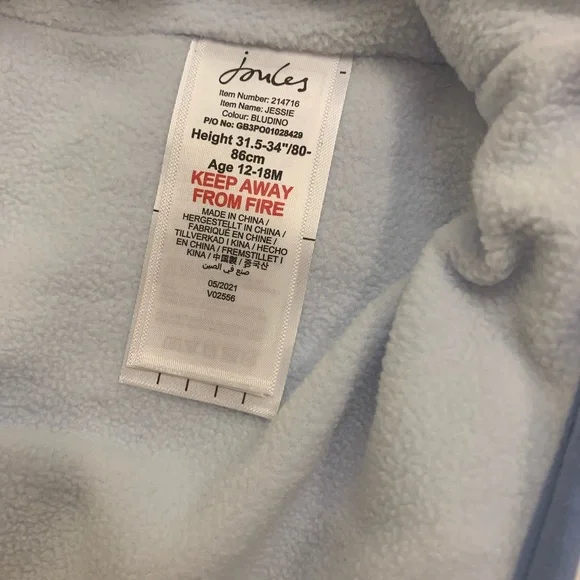 joules
Item Number: 214716
Item Name: JESSIE
Colour: BLUDINO
P/O No: GB3PO01028429
Height 31.5-34"/80-
86cm
Age 12-18M
KEEP AWAY
FROM FIRE
MADE IN CHINA /
HERGESTELLT IN CHINA /
FABRIQUÉ EN CHINE /
TILLVERKAD I KINA / HECHO
EN CHINA / FREMSTILLET I
KINA / 中国製 / 중국산
صنع في الصين
05/2021
V02556